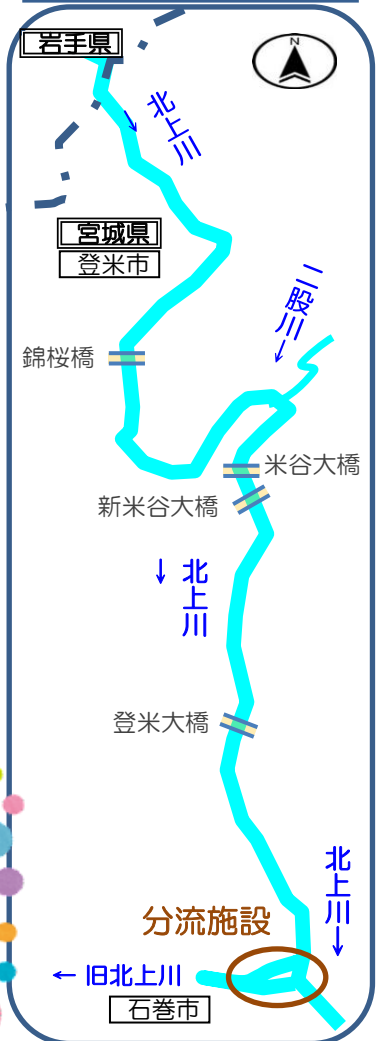 岩手県
N
北上川
↓
宮城県
登米市
二股川
↓
錦桜橋
米谷大橋
新米谷大橋
↓ 北上川
登米大橋
北上川
↓
分流施設
← 旧北上川
石巻市